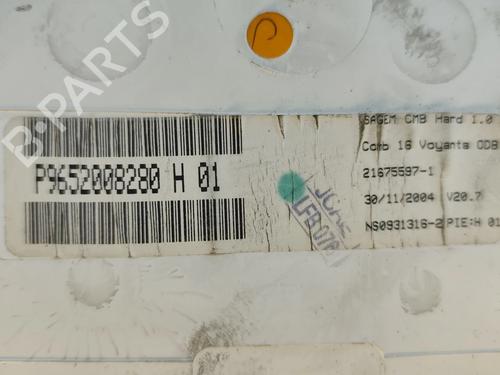 P
B-PARTS
P9652008280 H 01
SAGEM CMB Hard 1.0
Comb 16 Voyants ODB
21675597-1
30/11/2004 V20.7
NS0931316-2 PIE:H 01